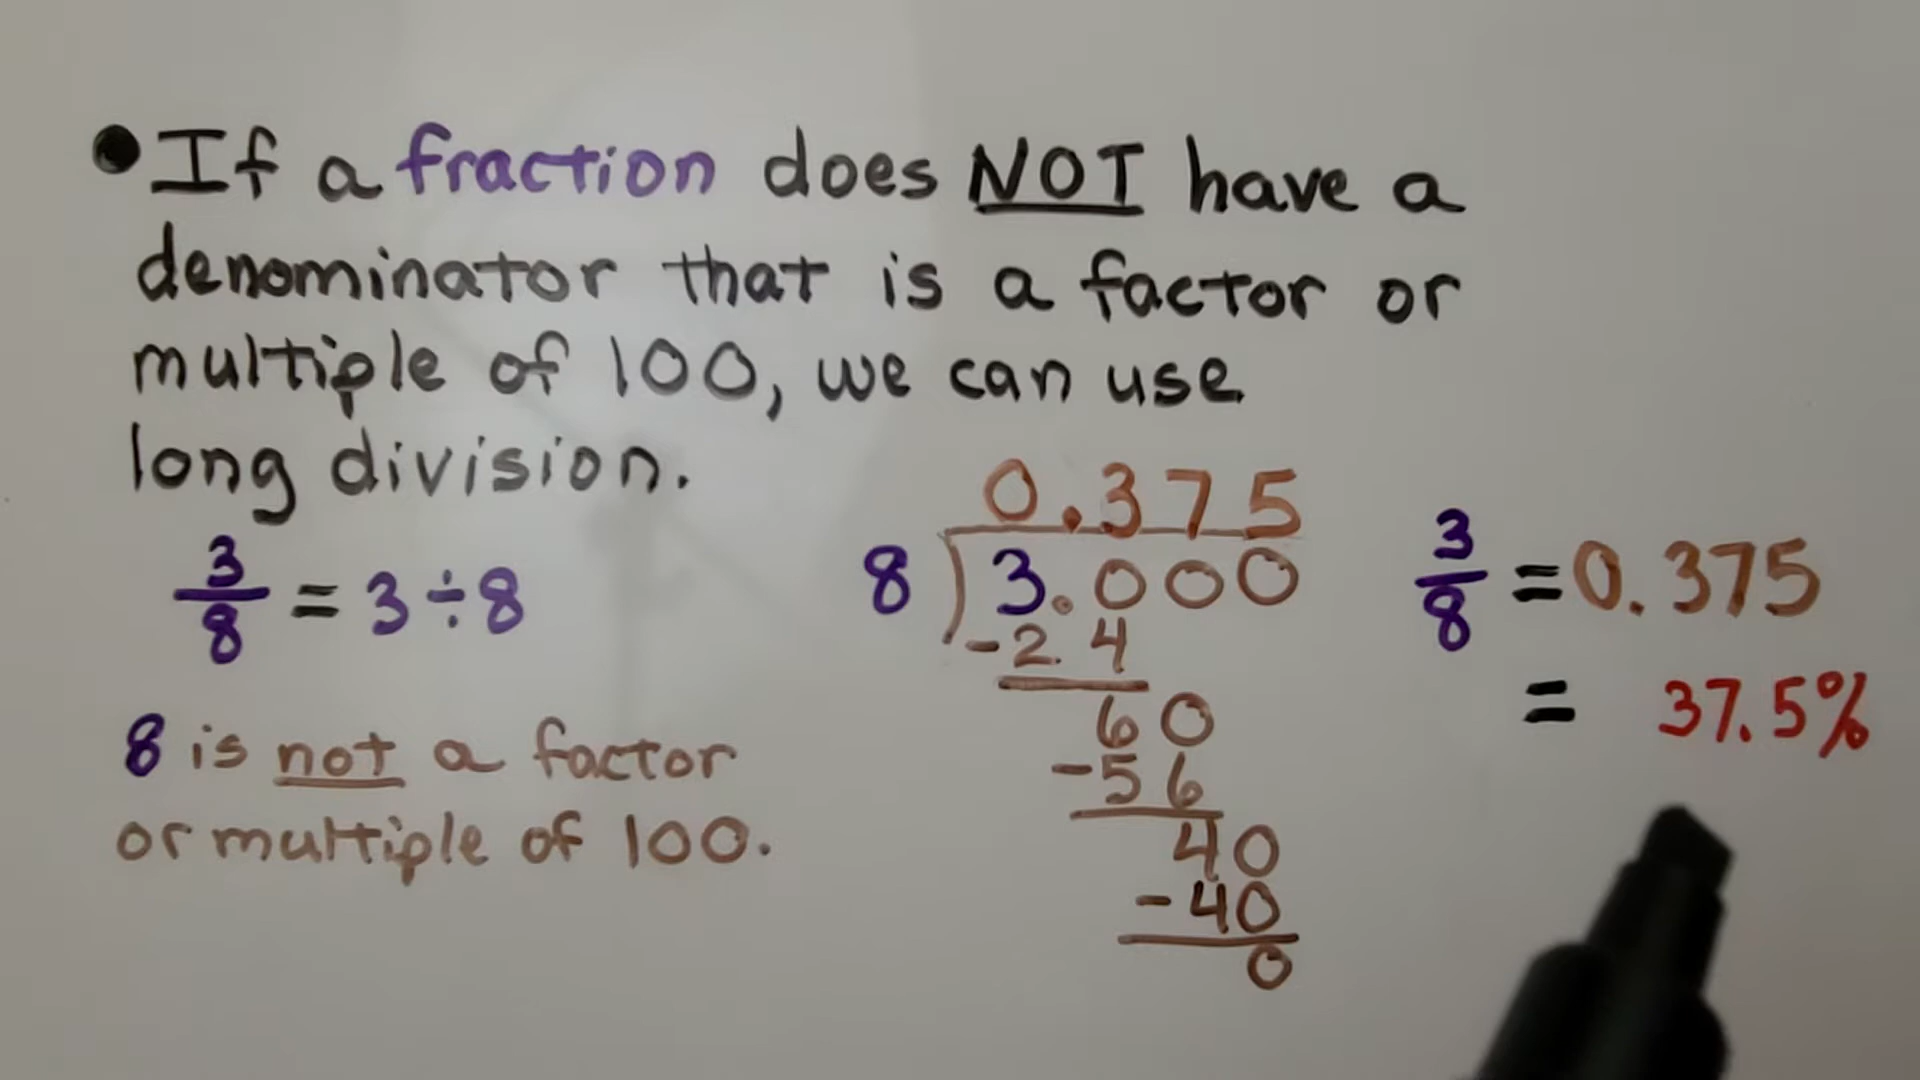 • If a fraction does NOT have a
denominator that is a factor or
multiple of 100, we can use
long division.
3/8 = 3 ÷ 8
8 is not a factor
or multiple of 100.
0.375
8)3.000
-2.4
60
-56
40
-40
0
3/8 = 0.375
= 37.5%